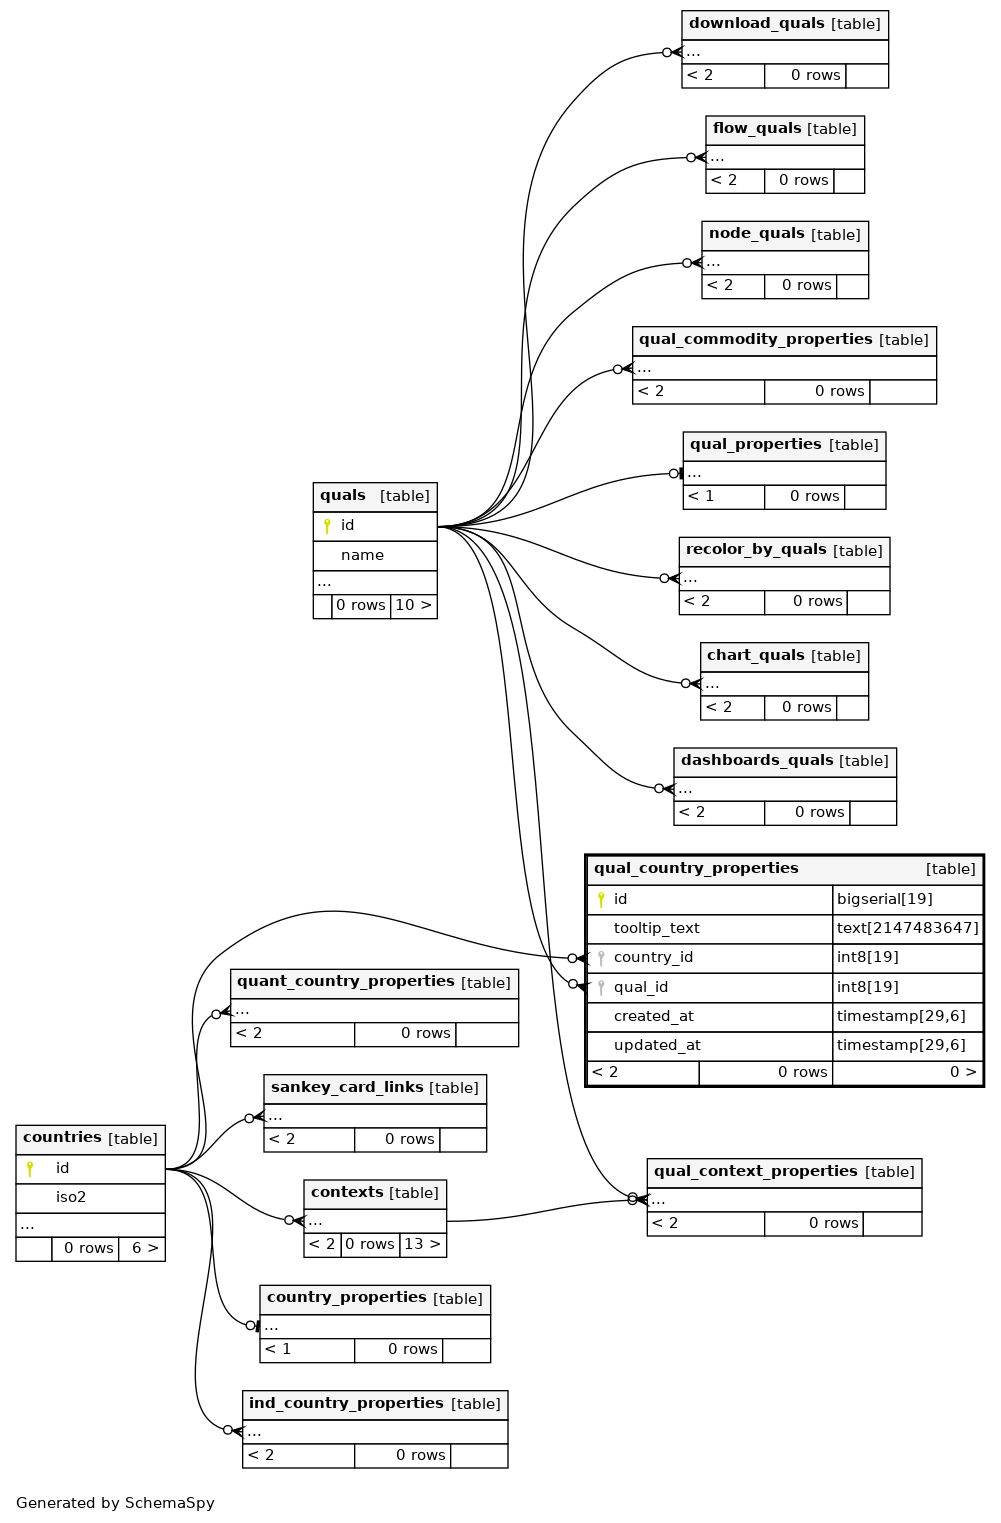 download_quals [table]
...
< 2 0 rows
flow_quals [table]
...
< 2 0 rows
node_quals [table]
...
< 2 0 rows
qual_commodity_properties [table]
...
< 2 0 rows
qual_properties [table]
...
< 1 0 rows
quals [table]
id
name
...
0 rows 10 >
recolor_by_quals [table]
...
< 2 0 rows
chart_quals [table]
...
< 2 0 rows
dashboards_quals [table]
...
< 2 0 rows
qual_country_properties [table]
id bigserial[19]
tooltip_text text[2147483647]
country_id int8[19]
qual_id int8[19]
created_at timestamp[29,6]
updated_at timestamp[29,6]
< 2 0 rows 0 >
quant_country_properties [table]
...
< 2 0 rows
sankey_card_links [table]
...
< 2 0 rows
countries [table]
id
iso2
...
0 rows 6 >
contexts [table]
...
< 2 0 rows 13 >
qual_context_properties [table]
...
< 2 0 rows
country_properties [table]
...
< 1 0 rows
ind_country_properties [table]
...
< 2 0 rows
Generated by SchemaSpy